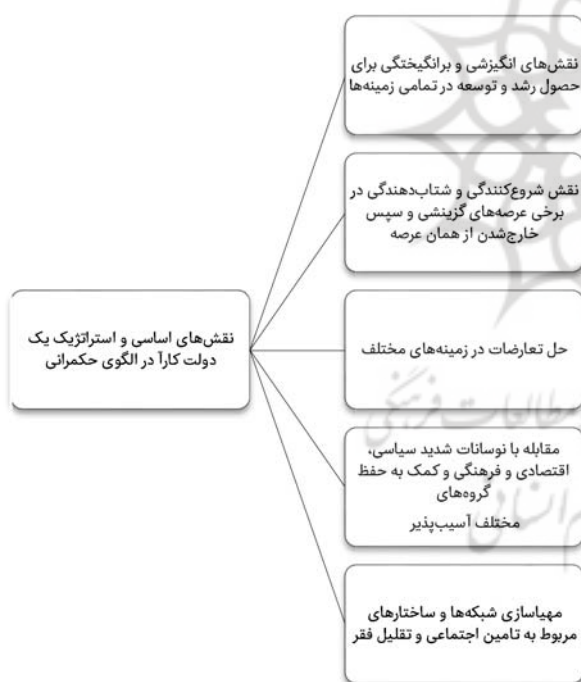 نقش‌های انگیزشی و برانگیختگی برای
حصول رشد و توسعه در تمامی زمینه‌ها
نقش شروع‌کنندگی و شتاب‌دهندگی در
برخی عرصه‌های گزینشی و سپس
خارج‌شدن از همان عرصه
نقش‌های اساسی و استراتژیک یک
دولت کارآ در الگوی حکمرانی
حل تعارضات در زمینه‌های مختلف
مقابله با نوسانات شدید سیاسی،
اقتصادی و فرهنگی و کمک به حفظ
گروه‌های
مختلف آسیب‌پذیر
مهیاسازی شبکه‌ها و ساختارهای
مربوط به تامین اجتماعی و تقلیل فقر
مطالعات فرهنگی
انسانی